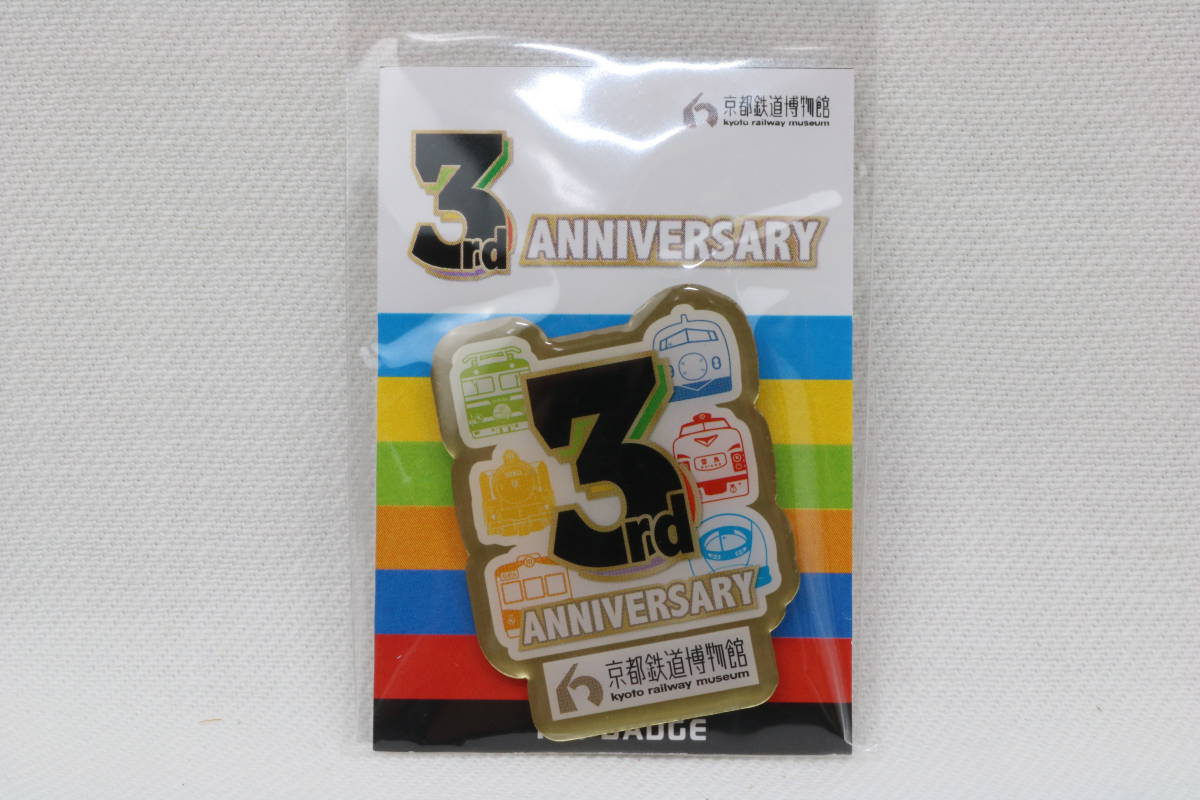 京都鉄道博物館
kyoto railway museum
3rd ANNIVERSARY
3rd
ANNIVERSARY
京都鉄道博物館
kyoto railway museum